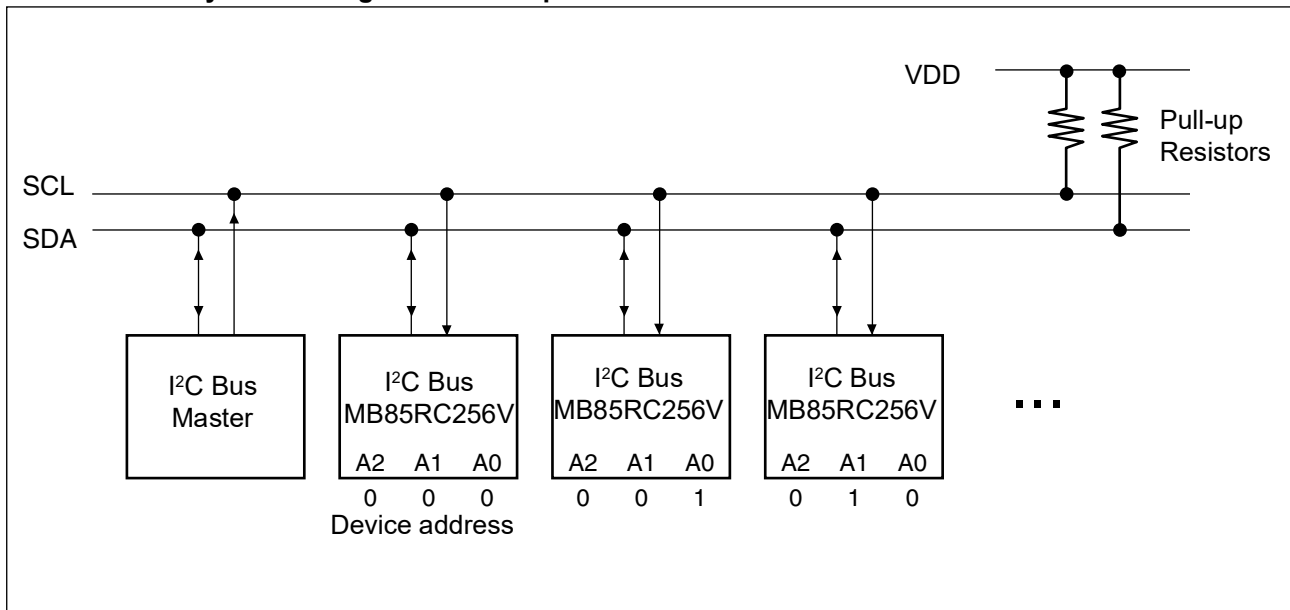 VDD
Pull-up
Resistors
SCL
SDA
I²C Bus
Master
I²C Bus
MB85RC256V
A2 A1 A0
0 0 0
Device address
I²C Bus
MB85RC256V
A2 A1 A0
0 0 1
I²C Bus
MB85RC256V
A2 A1 A0
0 1 0
...